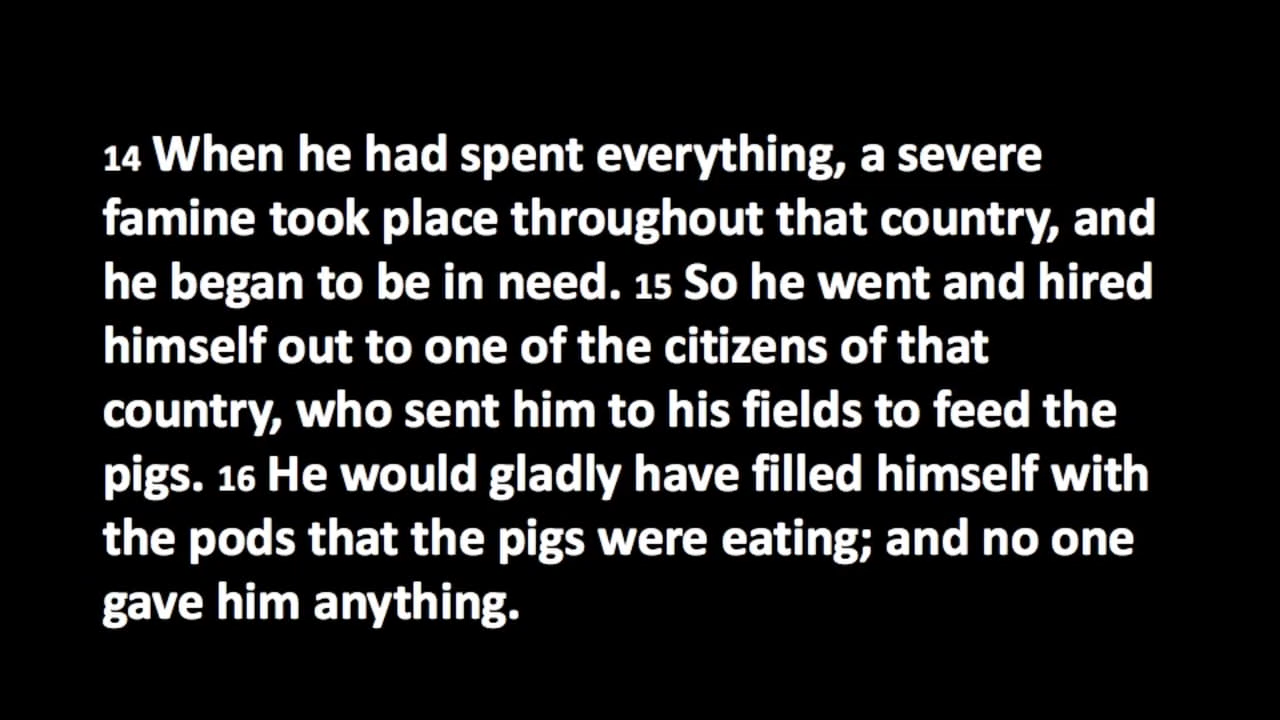 14 When he had spent everything, a severe
famine took place throughout that country, and
he began to be in need. 15 So he went and hired
himself out to one of the citizens of that
country, who sent him to his fields to feed the
pigs. 16 He would gladly have filled himself with
the pods that the pigs were eating; and no one
gave him anything.